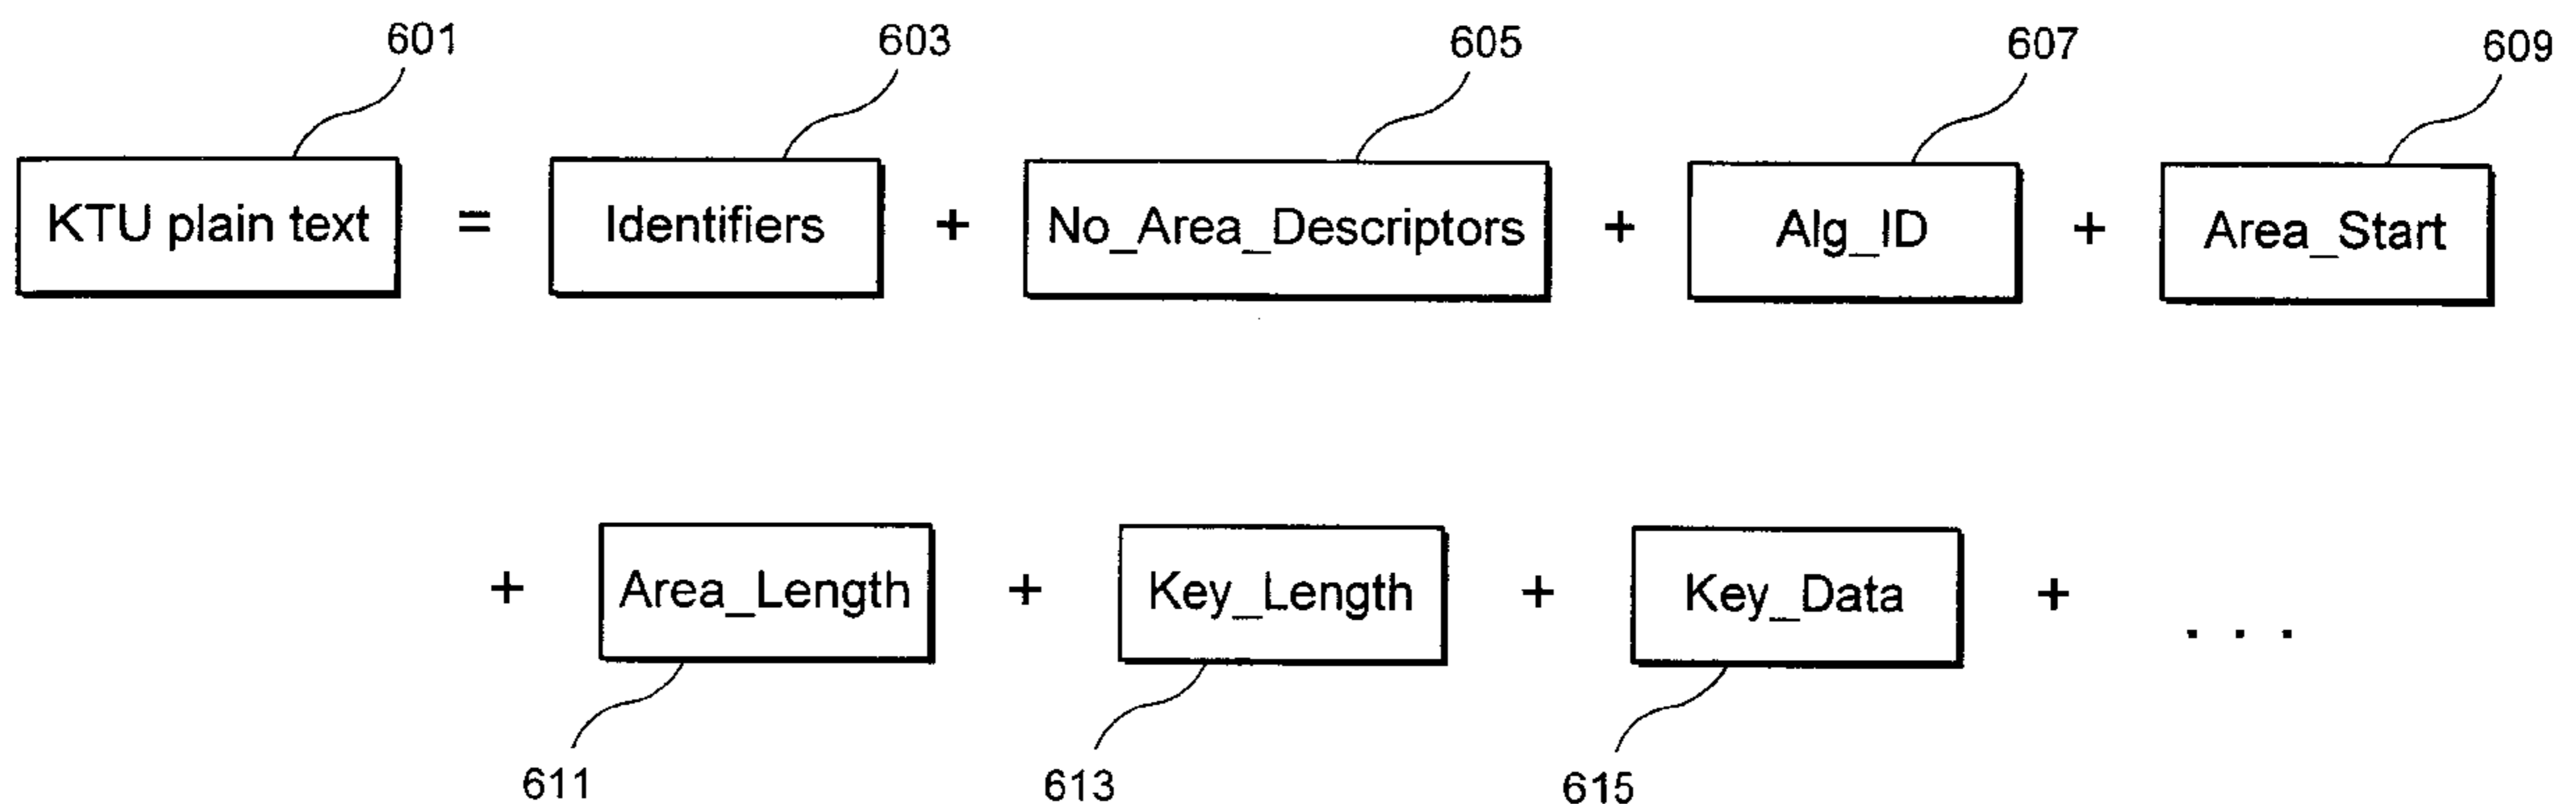 601 603 605 607 609
KTU plain text = Identifiers + No_Area_Descriptors + Alg_ID + Area_Start
+ Area_Length + Key_Length + Key_Data + . . .
611 613 615